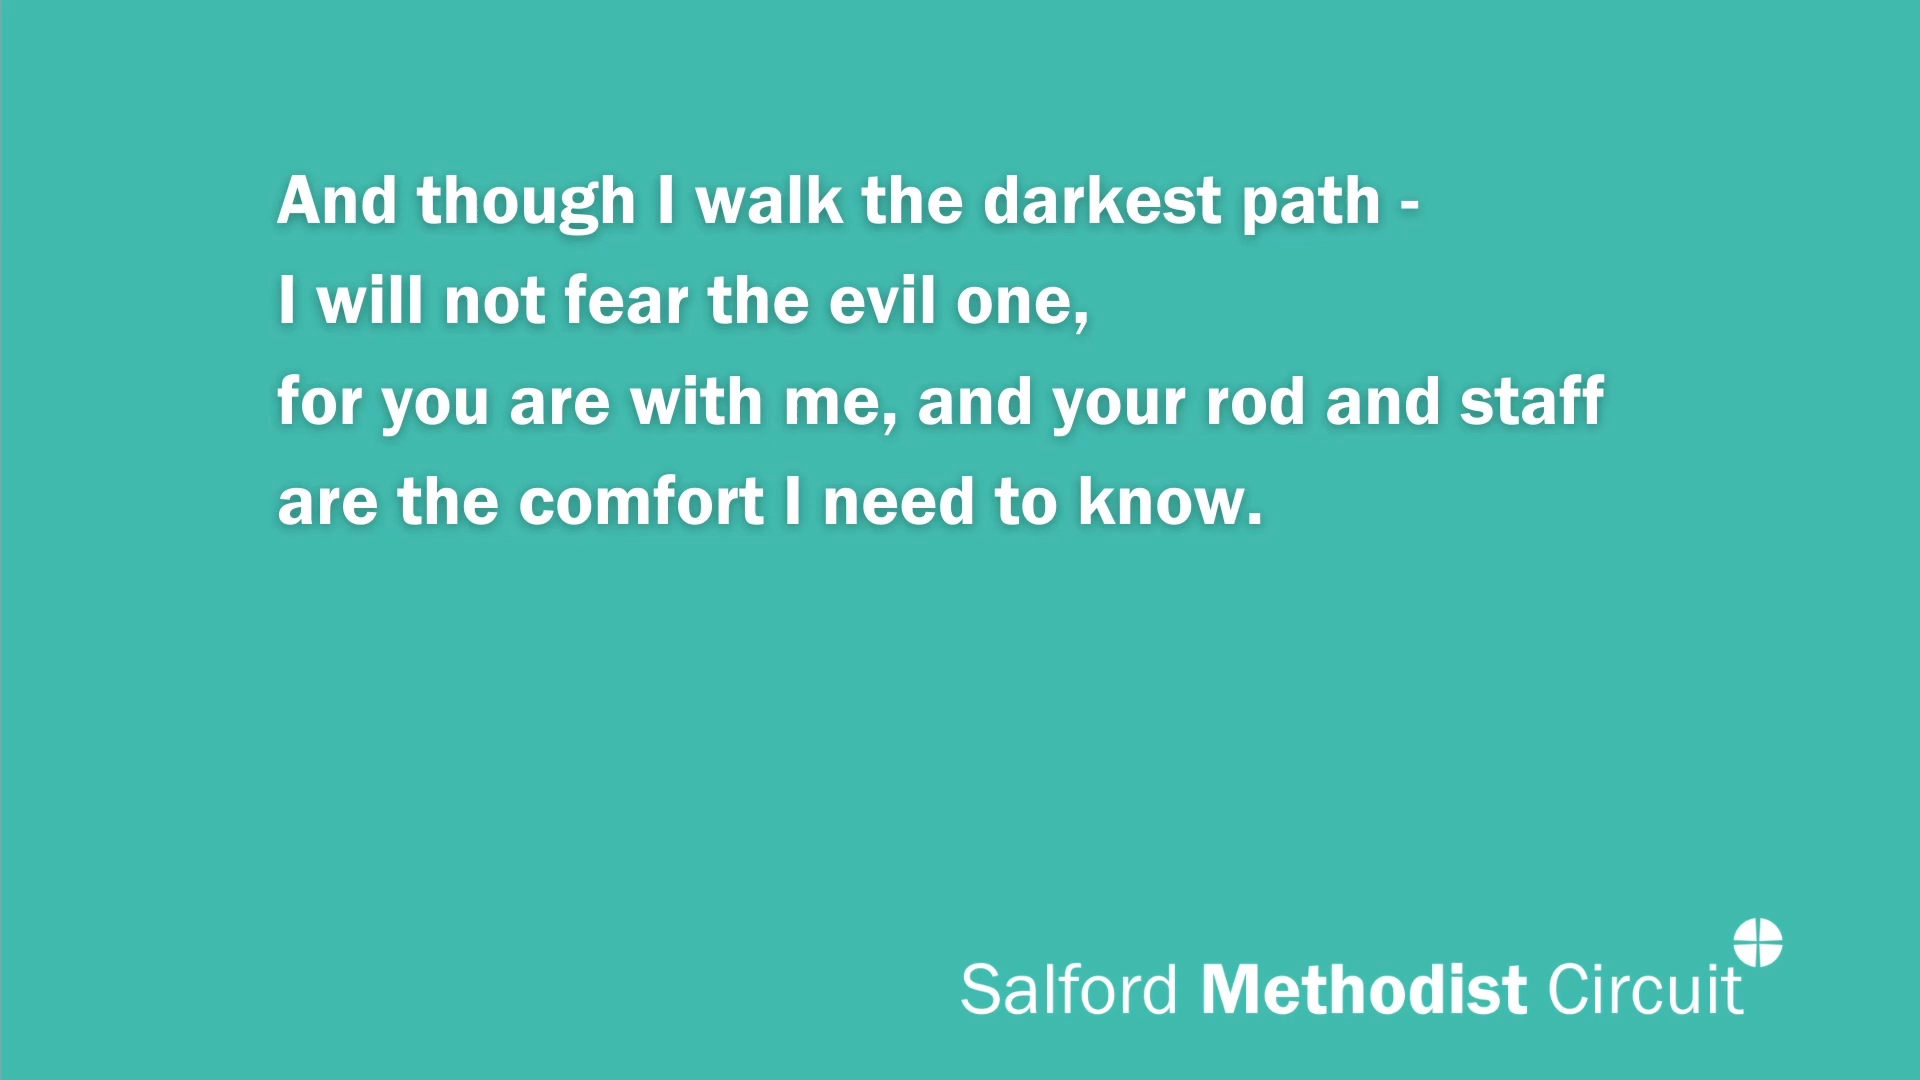 And though I walk the darkest path -
I will not fear the evil one,
for you are with me, and your rod and staff
are the comfort I need to know.
Salford Methodist Circuit